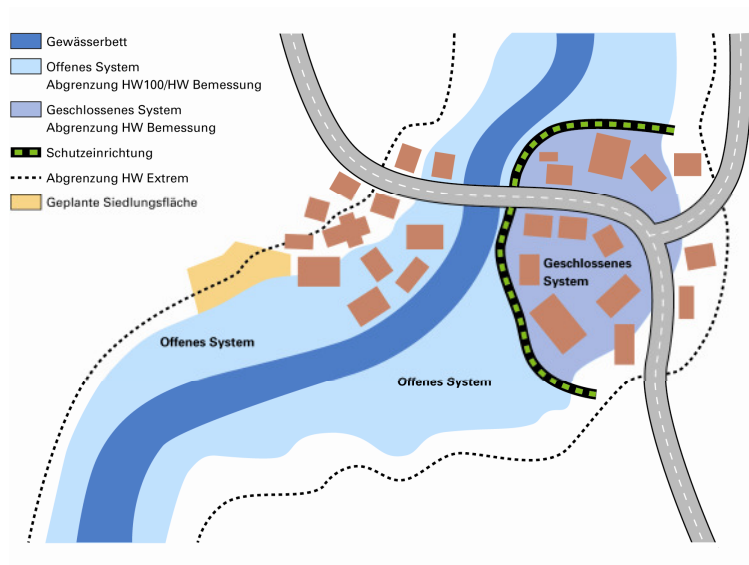 Gewässerbett
Offenes System
Abgrenzung HW100/HW Bemessung
Geschlossenes System
Abgrenzung HW Bemessung
Schutzeinrichtung
Abgrenzung HW Extrem
Geplante Siedlungsfläche
Geschlossenes
System
Offenes System
Offenes System